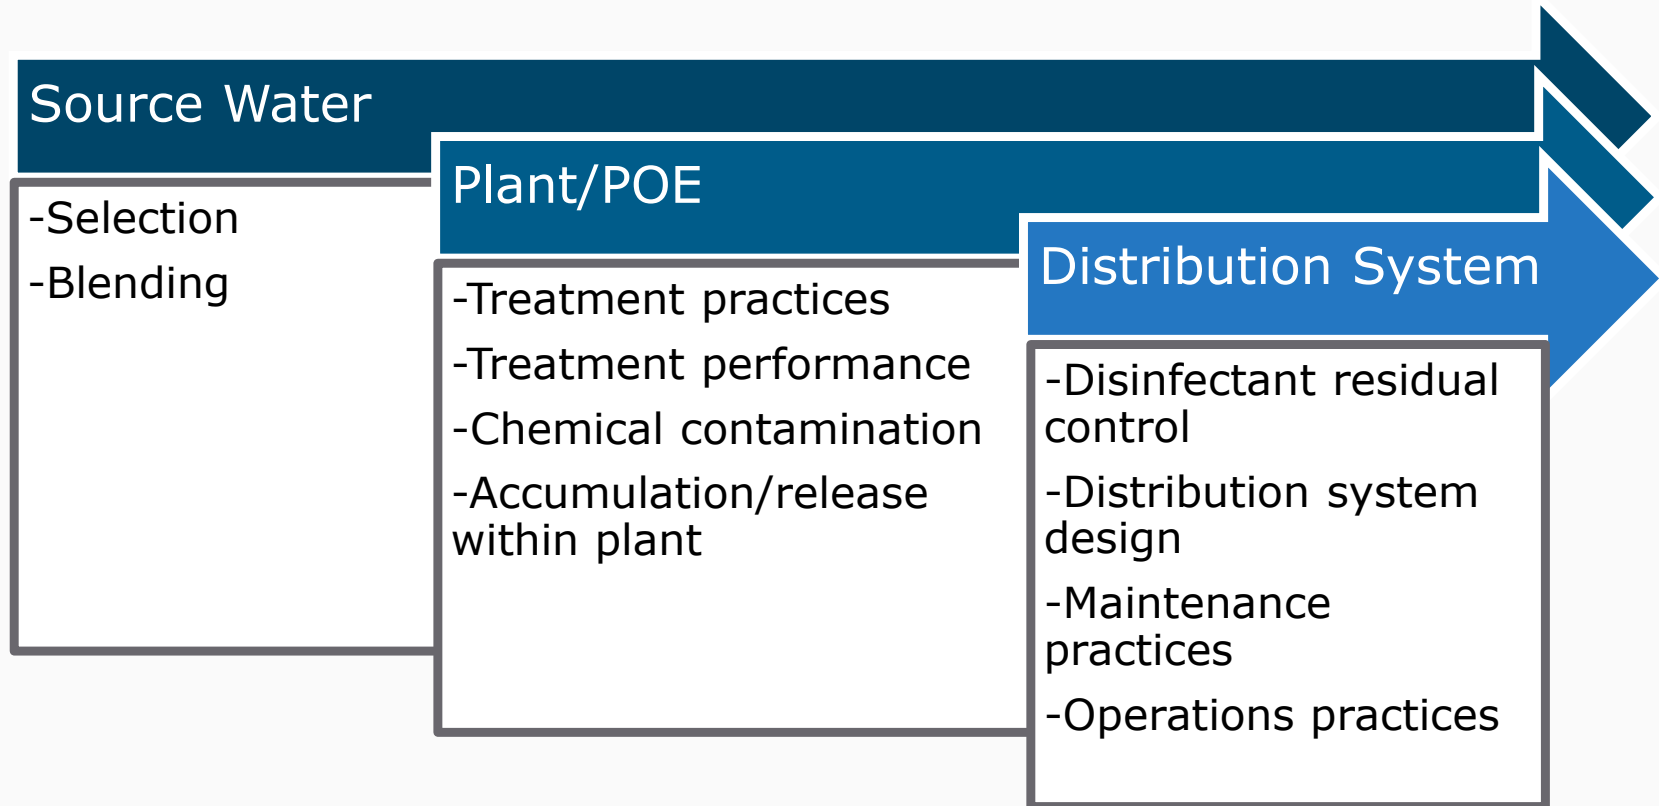 Source Water
-Selection
-Blending
Plant/POE
-Treatment practices
-Treatment performance
-Chemical contamination
-Accumulation/release
within plant
Distribution System
-Disinfectant residual
control
-Distribution system
design
-Maintenance
practices
-Operations practices